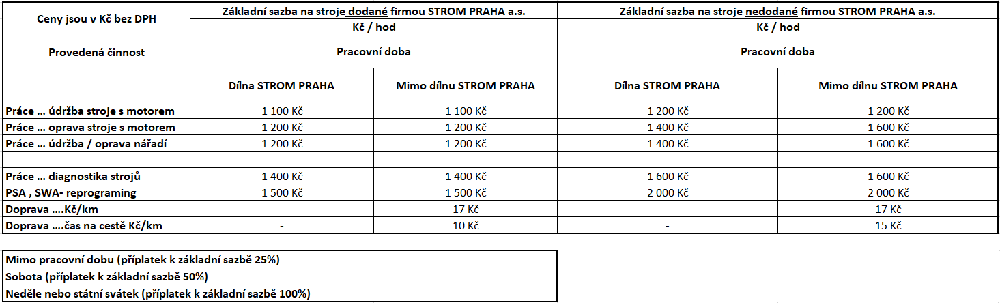 Ceny jsou v Kč bez DPH
Základní sazba na stroje dodané firmou STROM PRAHA a.s.
Základní sazba na stroje nedodané firmou STROM PRAHA a.s.
Kč / hod
Kč / hod
Provedená činnost
Pracovní doba
Pracovní doba
Dílna STROM PRAHA
Mimo dílnu STROM PRAHA
Dílna STROM PRAHA
Mimo dílnu STROM PRAHA
Práce ... údržba stroje s motorem 1 100 Kč 1 100 Kč 1 200 Kč 1 200 Kč
Práce ... oprava stroje s motorem 1 200 Kč 1 200 Kč 1 400 Kč 1 600 Kč
Práce ... údržba / oprava nářadí 1 200 Kč 1 200 Kč 1 400 Kč 1 600 Kč
Práce ... diagnostika strojů 1 400 Kč 1 400 Kč 1 600 Kč 1 600 Kč
PSA , SWA- reprograming 1 500 Kč 1 500 Kč 2 000 Kč 2 000 Kč
Doprava ....Kč/km - 17 Kč - 17 Kč
Doprava ....čas na cestě Kč/km - 10 Kč - 15 Kč
Mimo pracovní dobu (příplatek k základní sazbě 25%)
Sobota (příplatek k základní sazbě 50%)
Neděle nebo státní svátek (příplatek k základní sazbě 100%)